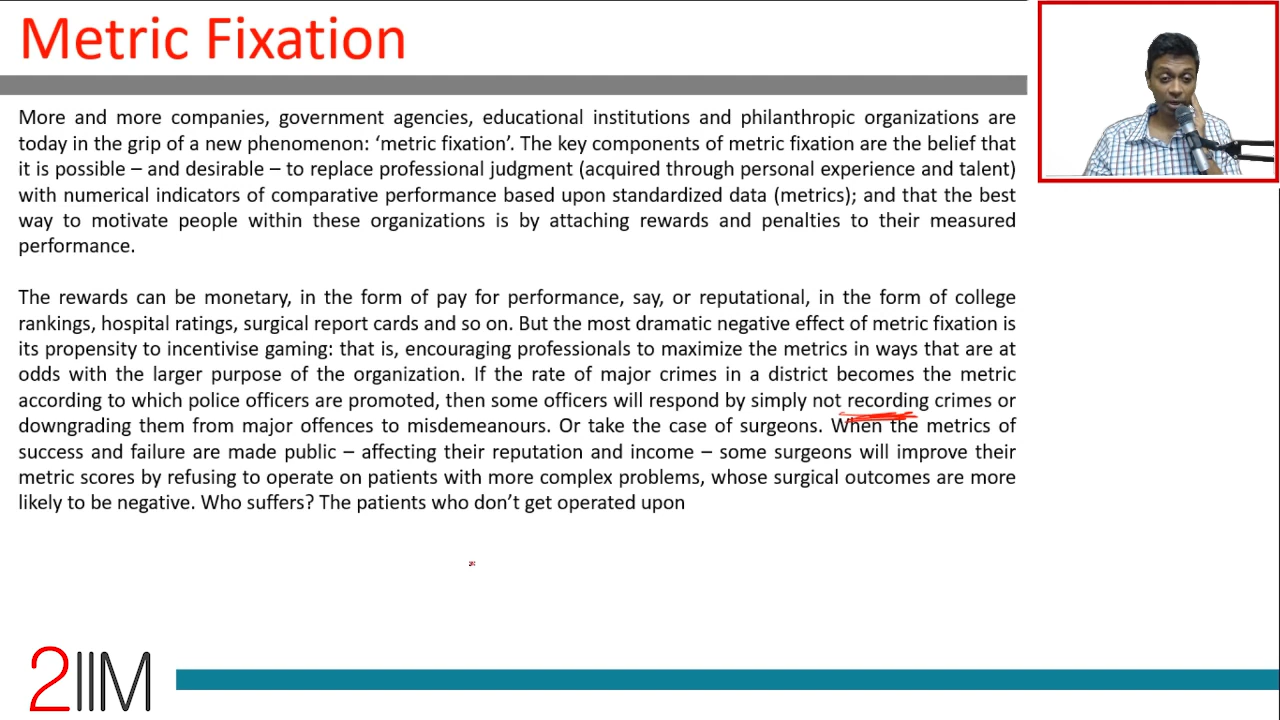 Metric Fixation
More and more companies, government agencies, educational institutions and philanthropic organizations are
today in the grip of a new phenomenon: ‘metric fixation’. The key components of metric fixation are the belief that
it is possible – and desirable – to replace professional judgment (acquired through personal experience and talent)
with numerical indicators of comparative performance based upon standardized data (metrics); and that the best
way to motivate people within these organizations is by attaching rewards and penalties to their measured
performance.
The rewards can be monetary, in the form of pay for performance, say, or reputational, in the form of college
rankings, hospital ratings, surgical report cards and so on. But the most dramatic negative effect of metric fixation is
its propensity to incentivise gaming: that is, encouraging professionals to maximize the metrics in ways that are at
odds with the larger purpose of the organization. If the rate of major crimes in a district becomes the metric
according to which police officers are promoted, then some officers will respond by simply not recording crimes or
downgrading them from major offences to misdemeanours. Or take the case of surgeons. When the metrics of
success and failure are made public – affecting their reputation and income – some surgeons will improve their
metric scores by refusing to operate on patients with more complex problems, whose surgical outcomes are more
likely to be negative. Who suffers? The patients who don’t get operated upon
2IIM